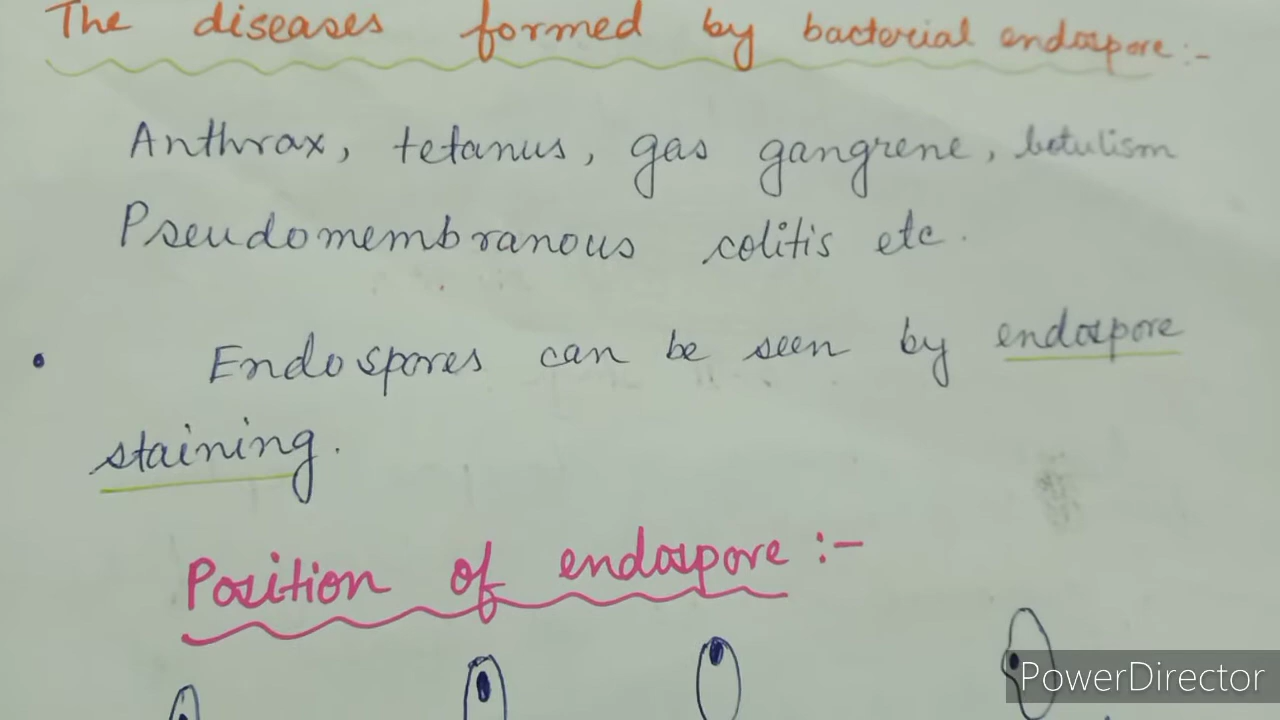 The diseases formed by bacterial endospore :-
Anthrax, tetanus, gas gangrene, botulism
Pseudomembranous colitis etc.
• Endospores can be seen by endospore
staining.
Position of endospore :-
PowerDirector